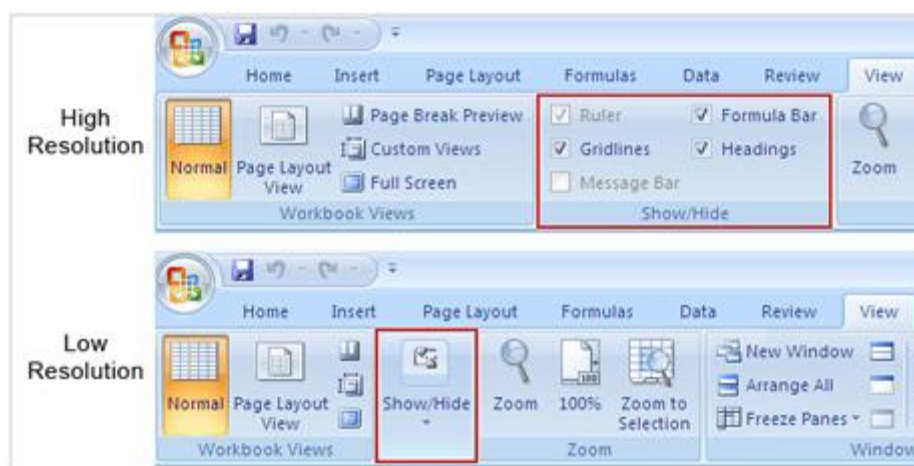 High
Resolution
Home Insert Page Layout Formulas Data Review View
Normal
Page Layout
View
Page Break Preview
Custom Views
Full Screen
Workbook Views
Ruler
Formula Bar
Gridlines
Headings
Message Bar
Show/Hide
Zoom
Low
Resolution
Home Insert Page Layout Formulas Data Review View
Normal
Page Layout
View
Workbook Views
Show/Hide
Zoom
100%
Zoom to
Selection
Zoom
New Window
Arrange All
Freeze Panes
Window